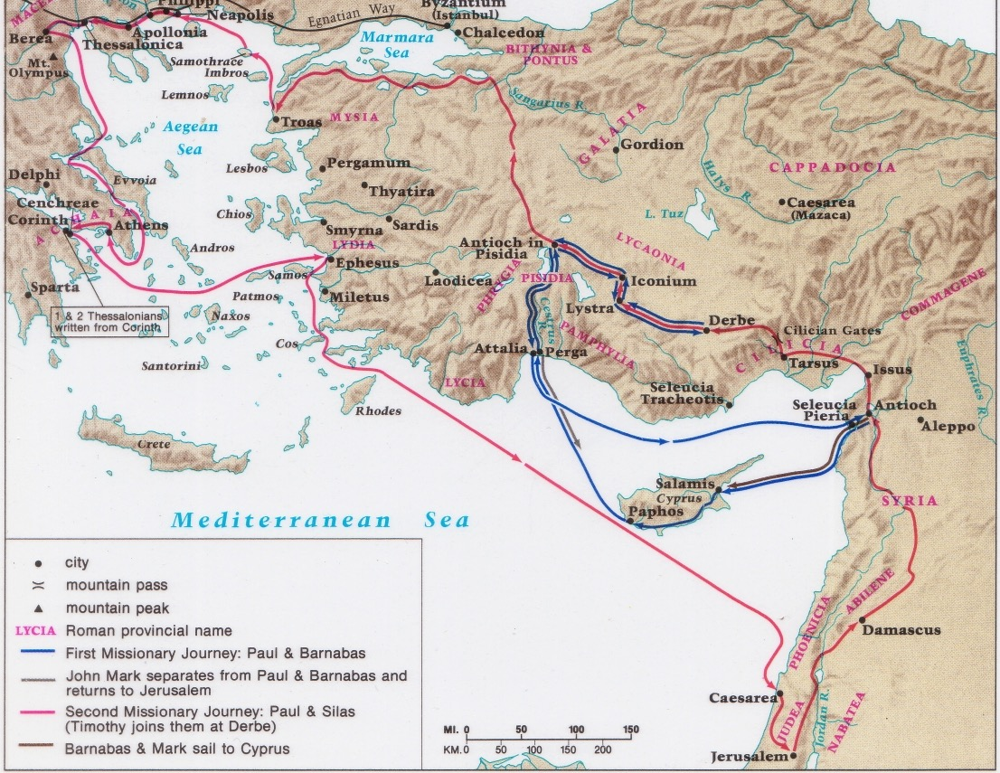 MACE
Philippi
Neapolis
Egnatian Way
Byzantium
(Istanbul)
Chalcedon
Berea
Apollonia
Thessalonica
Marmara
Sea
BITHYNIA &
PONTUS
Mt.
Olympus
Samothrace
Imbros
Lemnos
Sangarius R.
Troas
MYSIA
Aegean
Sea
GALATIA
Gordion
Lesbos
Pergamum
Halys R.
CAPPADOCIA
Delphi
Evvoia
Thyatira
Cenchreae
Caesarea
(Mazaca)
Corinth
ACHAIA
Athens
Chios
Smyrna
Sardis
L. Tuz
LYDIA
Andros
Antioch in
Pisidia
LYCAONIA
Ephesus
Samos
Laodicea
PHRYGIA
PISIDIA
Iconium
COMMAGENE
Sparta
Patmos
Miletus
Cestrus R.
Lystra
1 & 2 Thessalonians
written from Corinth
Naxos
Derbe
Cilician Gates
Cos
PAMPHYLIA
Attalia
Perga
CILICIA
Tarsus
Euphrates R.
Santorini
LYCIA
Issus
Seleucia
Tracheotis
Rhodes
Seleucia
Pieria
Antioch
Aleppo
Crete
Salamis
Cyprus
SYRIA
Paphos
Mediterranean Sea
city
mountain pass
mountain peak
LYCIA Roman provincial name
First Missionary Journey: Paul & Barnabas
John Mark separates from Paul & Barnabas and
returns to Jerusalem
Second Missionary Journey: Paul & Silas
(Timothy joins them at Derbe)
Barnabas & Mark sail to Cyprus
PHOENICIA
ABILENE
Damascus
Caesarea
JUDEA
Jordan R.
NABATEA
Jerusalem
MI. 0 50 100 150
KM. 0 50 100 150 200